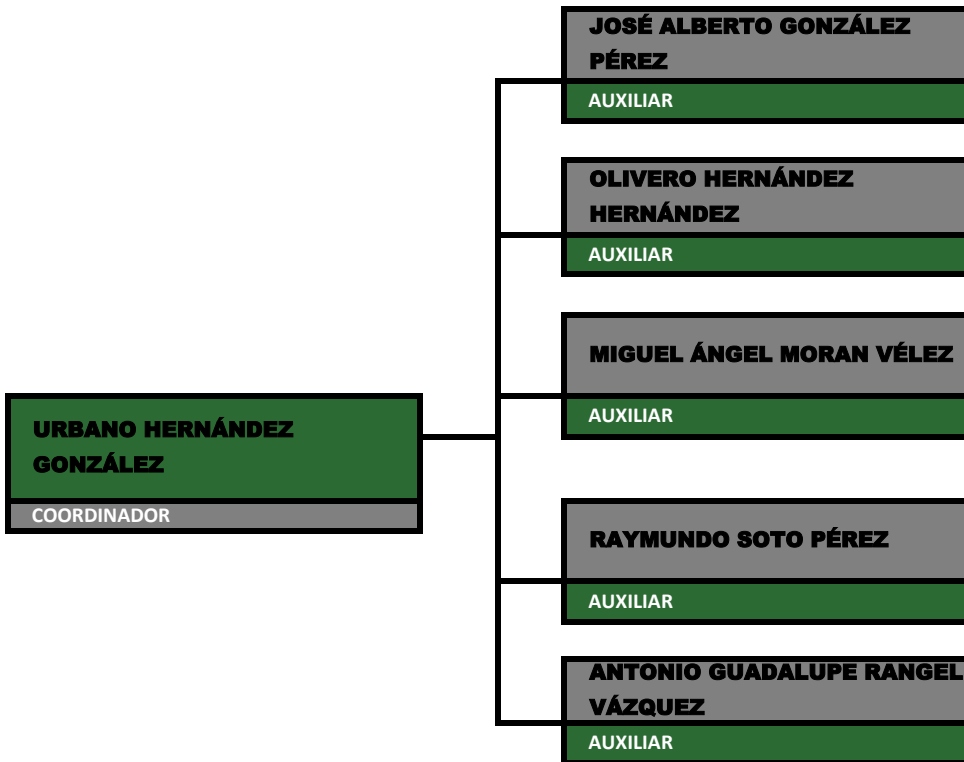 JOSÉ ALBERTO GONZÁLEZ
PÉREZ
AUXILIAR
OLIVERO HERNÁNDEZ
HERNÁNDEZ
AUXILIAR
MIGUEL ÁNGEL MORAN VÉLEZ
AUXILIAR
URBANO HERNÁNDEZ
GONZÁLEZ
COORDINADOR
RAYMUNDO SOTO PÉREZ
AUXILIAR
ANTONIO GUADALUPE RANGEL
VÁZQUEZ
AUXILIAR